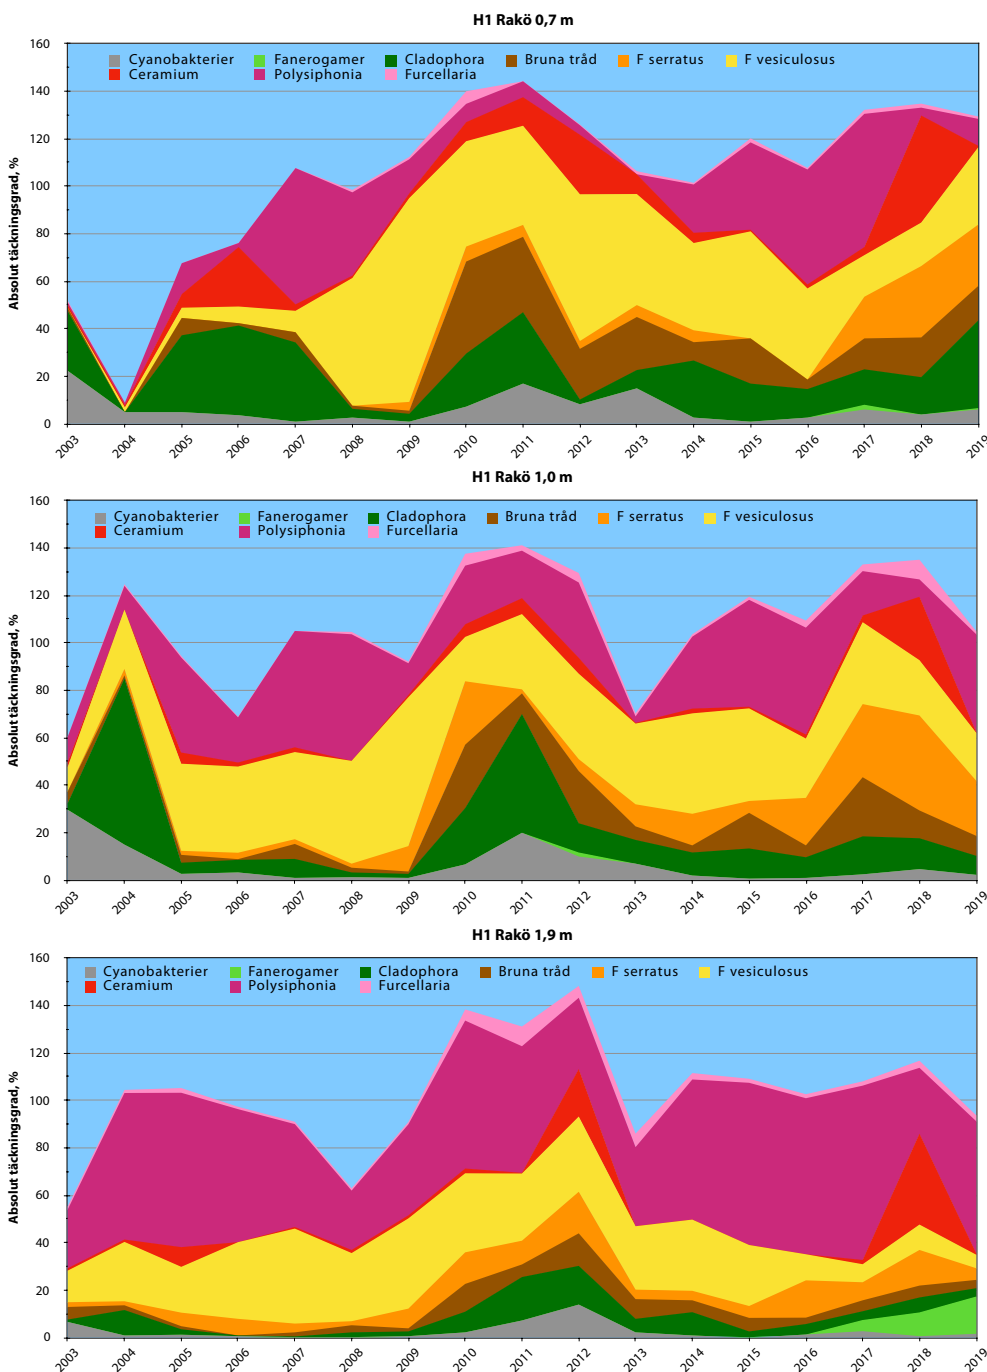 H1 Rakö 0,7 m
Absolut täckningsgrad, %
160
140
120
100
80
60
40
20
0
Cyanobakterier Fanerogamer Cladophora Bruna tråd F serratus F vesiculosus
Ceramium Polysiphonia Furcellaria
2003 2004 2005 2006 2007 2008 2009 2010 2011 2012 2013 2014 2015 2016 2017 2018 2019
H1 Rakö 1,0 m
Absolut täckningsgrad, %
160
140
120
100
80
60
40
20
0
Cyanobakterier Fanerogamer Cladophora Bruna tråd F serratus F vesiculosus
Ceramium Polysiphonia Furcellaria
2003 2004 2005 2006 2007 2008 2009 2010 2011 2012 2013 2014 2015 2016 2017 2018 2019
H1 Rakö 1,9 m
Absolut täckningsgrad, %
160
140
120
100
80
60
40
20
0
Cyanobakterier Fanerogamer Cladophora Bruna tråd F serratus F vesiculosus
Ceramium Polysiphonia Furcellaria
2003 2004 2005 2006 2007 2008 2009 2010 2011 2012 2013 2014 2015 2016 2017 2018 2019